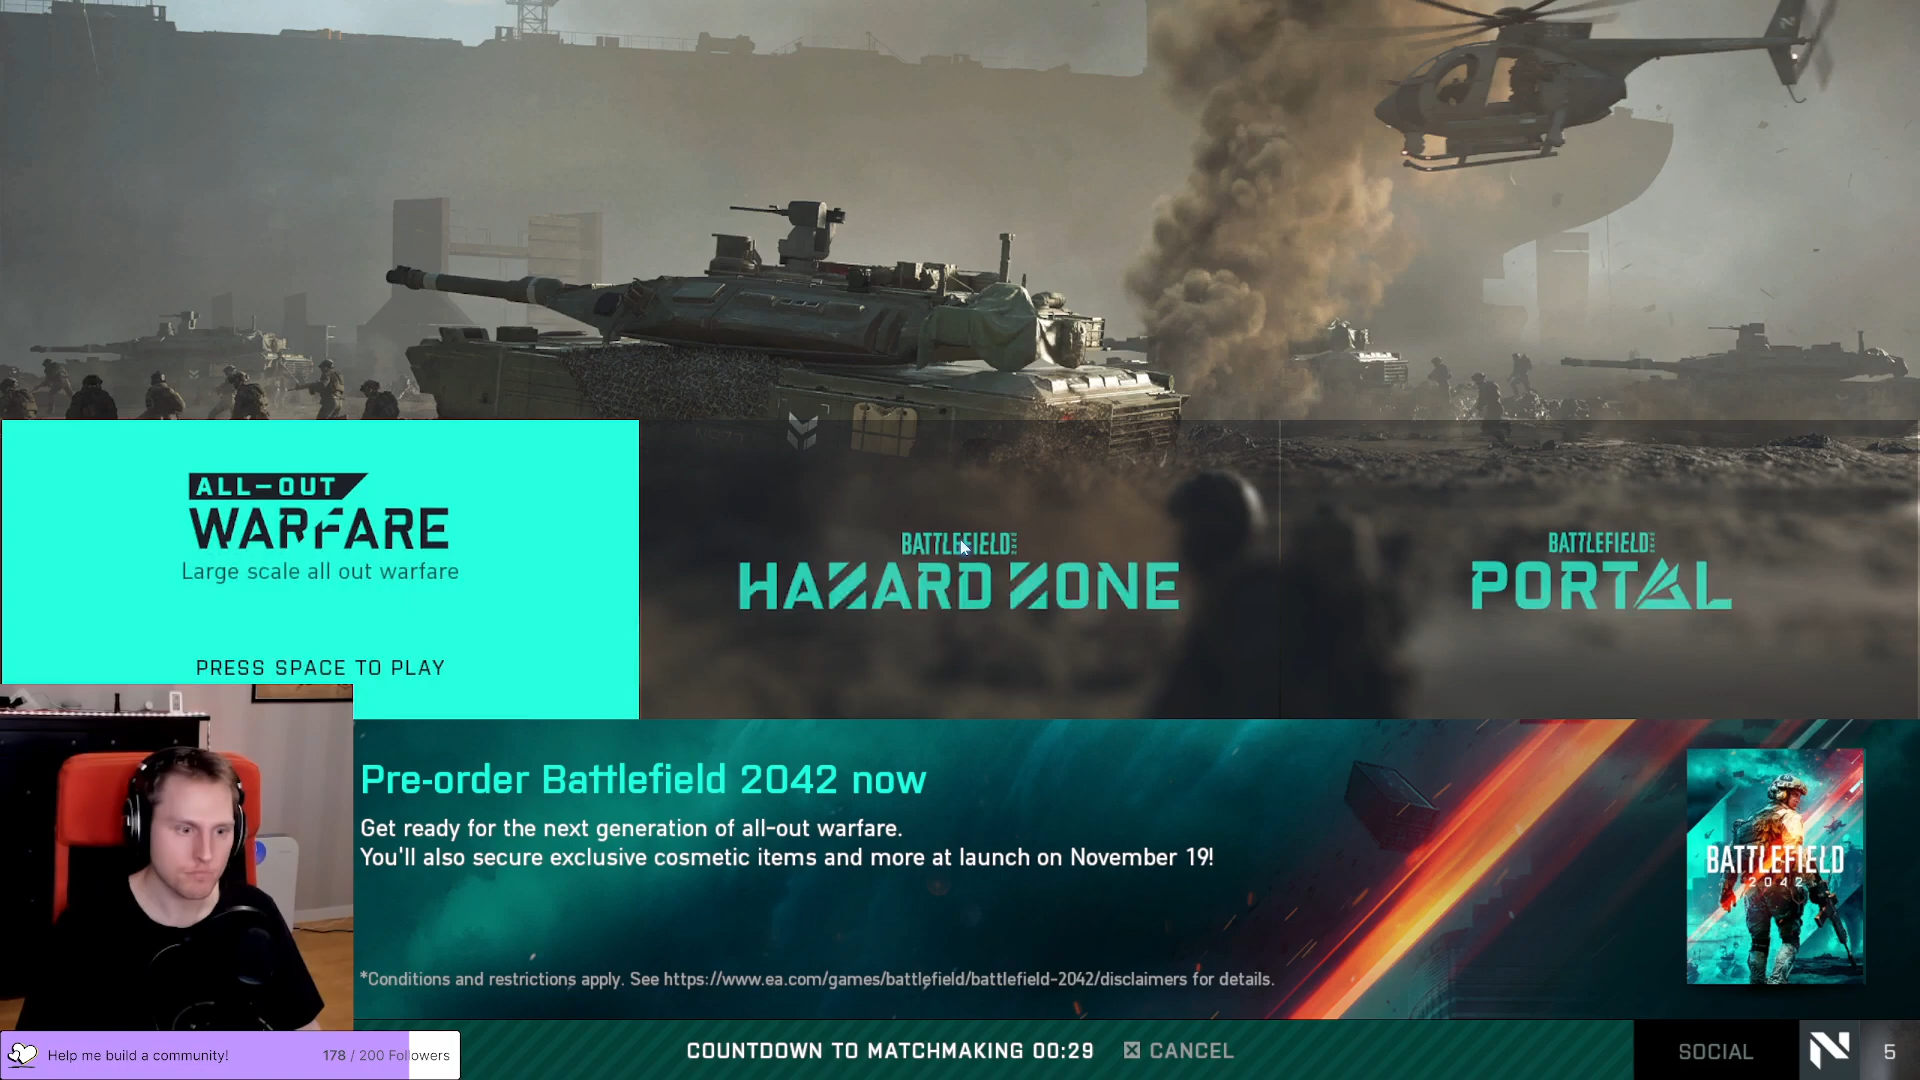 ALL-OUT
WARFARE
Large scale all out warfare
PRESS SPACE TO PLAY
BATTLEFIELD
HAZARD ZONE
BATTLEFIELD
PORTAL
Pre-order Battlefield 2042 now
Get ready for the next generation of all-out warfare.
You'll also secure exclusive cosmetic items and more at launch on November 19!
*Conditions and restrictions apply. See https://www.ea.com/games/battlefield/battlefield-2042/disclaimers for details.
BATTLEFIELD
2042
Help me build a community! 178 / 200 Followers
COUNTDOWN TO MATCHMAKING 00:29 CANCEL
SOCIAL
5